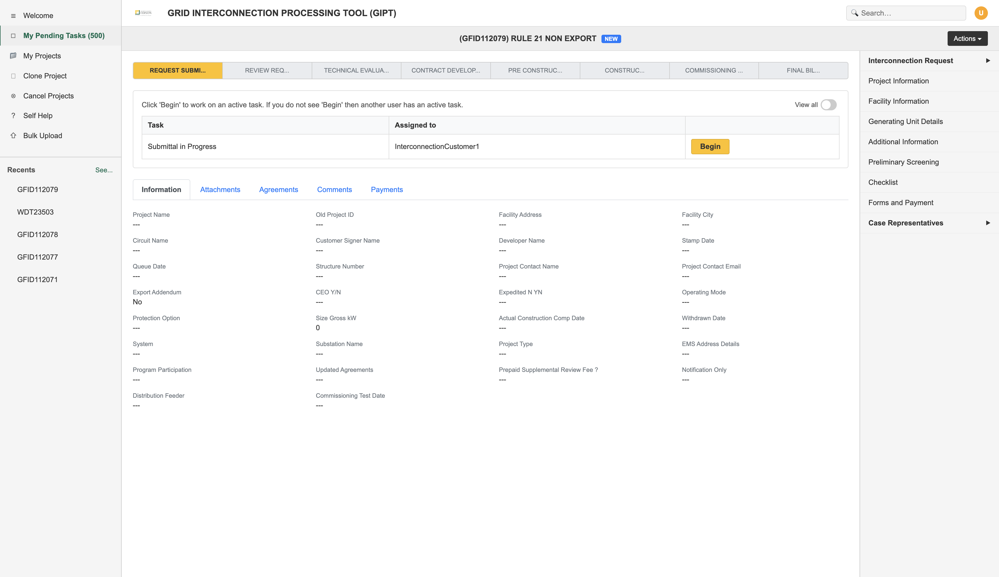 Welcome
My Pending Tasks (500)
My Projects
Clone Project
Cancel Projects
? Self Help
Bulk Upload
Recents See...
GFID112079
WDT23503
GFID112078
GFID112077
GFID112071
EDISON
GRID INTERCONNECTION PROCESSING TOOL (GIPT)
Search...
U
(GFID112079) RULE 21 NON EXPORT NEW
Actions
REQUEST SUBMI... REVIEW REQ... TECHNICAL EVALUA... CONTRACT DEVELOP... PRE CONSTRUC... CONSTRUC... COMMISSIONING ... FINAL BIL...
Click 'Begin' to work on an active task. If you do not see 'Begin' then another user has an active task. View all
Task Assigned to
Submittal in Progress InterconnectionCustomer1 Begin
Information Attachments Agreements Comments Payments
Project Name Old Project ID Facility Address Facility City
--- --- --- ---
Circuit Name Customer Signer Name Developer Name Stamp Date
--- --- --- ---
Queue Date Structure Number Project Contact Name Project Contact Email
--- --- --- ---
Export Addendum CEO Y/N Expedited N YN Operating Mode
No --- --- ---
Protection Option Size Gross kW Actual Construction Comp Date Withdrawn Date
--- 0 --- ---
System Substation Name Project Type EMS Address Details
--- --- --- ---
Program Participation Updated Agreements Prepaid Supplemental Review Fee ? Notification Only
--- --- --- ---
Distribution Feeder Commissioning Test Date
--- ---
Interconnection Request
Project Information
Facility Information
Generating Unit Details
Additional Information
Preliminary Screening
Checklist
Forms and Payment
Case Representatives